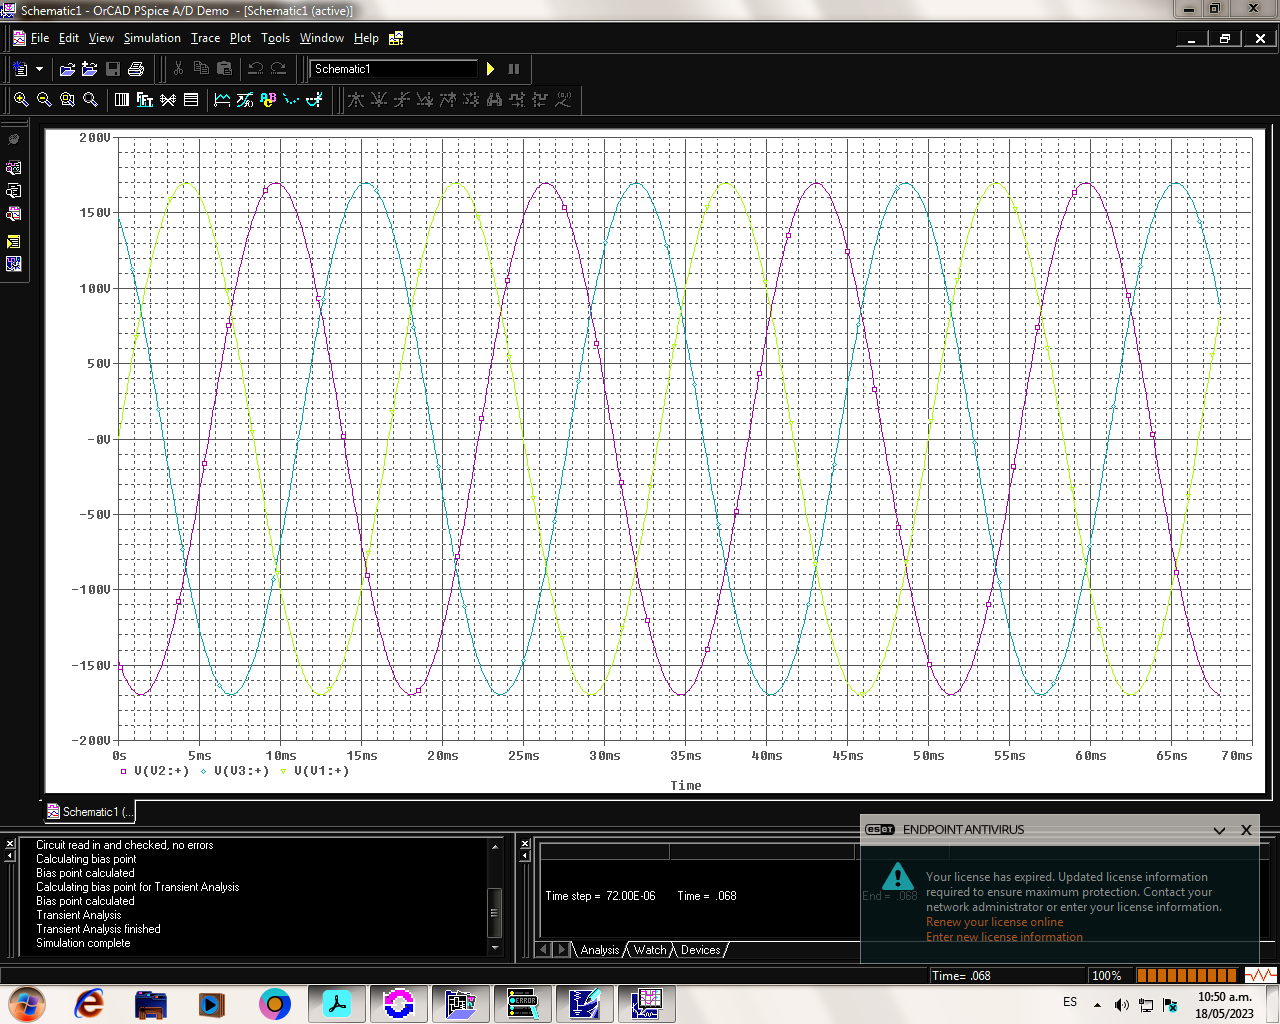 Schematic1 - OrCAD PSpice A/D Demo - [Schematic1 (active)]
File Edit View Simulation Trace Plot Tools Window Help
Schematic1
FFT
200V
150V
100V
50V
-0V
-50V
-100V
-150V
-200V
0s 5ms 10ms 15ms 20ms 25ms 30ms 35ms 40ms 45ms 50ms 55ms 60ms 65ms 70ms
V(V2:+) V(V3:+) V(V1:+)
Time
Schematic1 (...
Circuit read in and checked, no errors
Calculating bias point
Bias point calculated
Calculating bias point for Transient Analysis
Bias point calculated
Transient Analysis
Transient Analysis finished
Simulation complete
Time step = 72.00E-06 Time = .068 End = .068
Analysis Watch Devices
eset ENDPOINT ANTIVIRUS
Your license has expired. Updated license information
required to ensure maximum protection. Contact your
network administrator or enter your license information.
Renew your license online
Enter new license information
Time= .068 100%
ERROR
ES
10:50 a.m.
18/05/2023